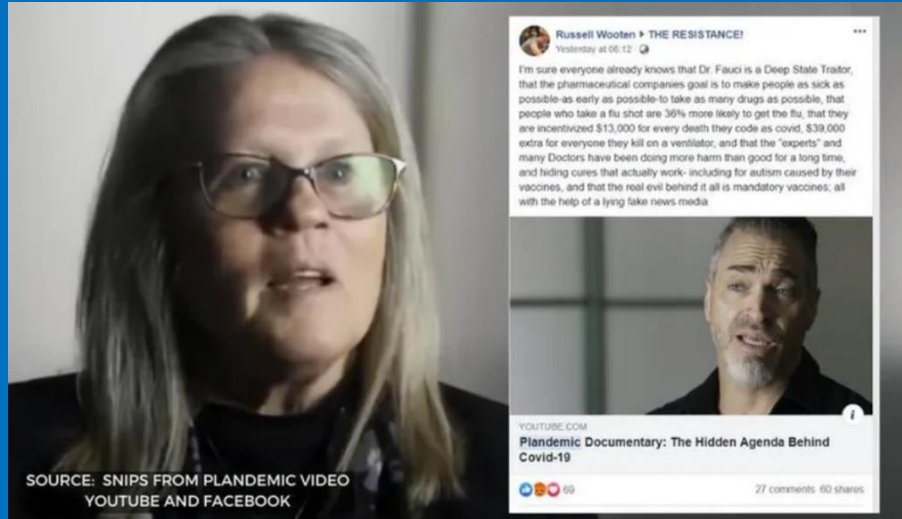 Russell Wooten ▸ THE RESISTANCE!
Yesterday at 06:12
I'm sure everyone already knows that Dr. Fauci is a Deep State Traitor,
that the pharmaceutical companies goal is to make people as sick as
possible-as early as possible-to take as many drugs as possible, that
people who take a flu shot are 36% more likely to get the flu, that they
are incentivized $13,000 for every death they code as covid, $39,000
extra for everyone they kill on a ventilator, and that the "experts" and
many Doctors have been doing more harm than good for a long time,
and hiding cures that actually work- including for autism caused by their
vaccines, and that the real evil behind it all is mandatory vaccines; all
with the help of a lying fake news media
i
YOUTUBE.COM
Plandemic Documentary: The Hidden Agenda Behind
Covid-19
69
27 comments 60 shares
SOURCE: SNIPS FROM PLANDEMIC VIDEO
YOUTUBE AND FACEBOOK